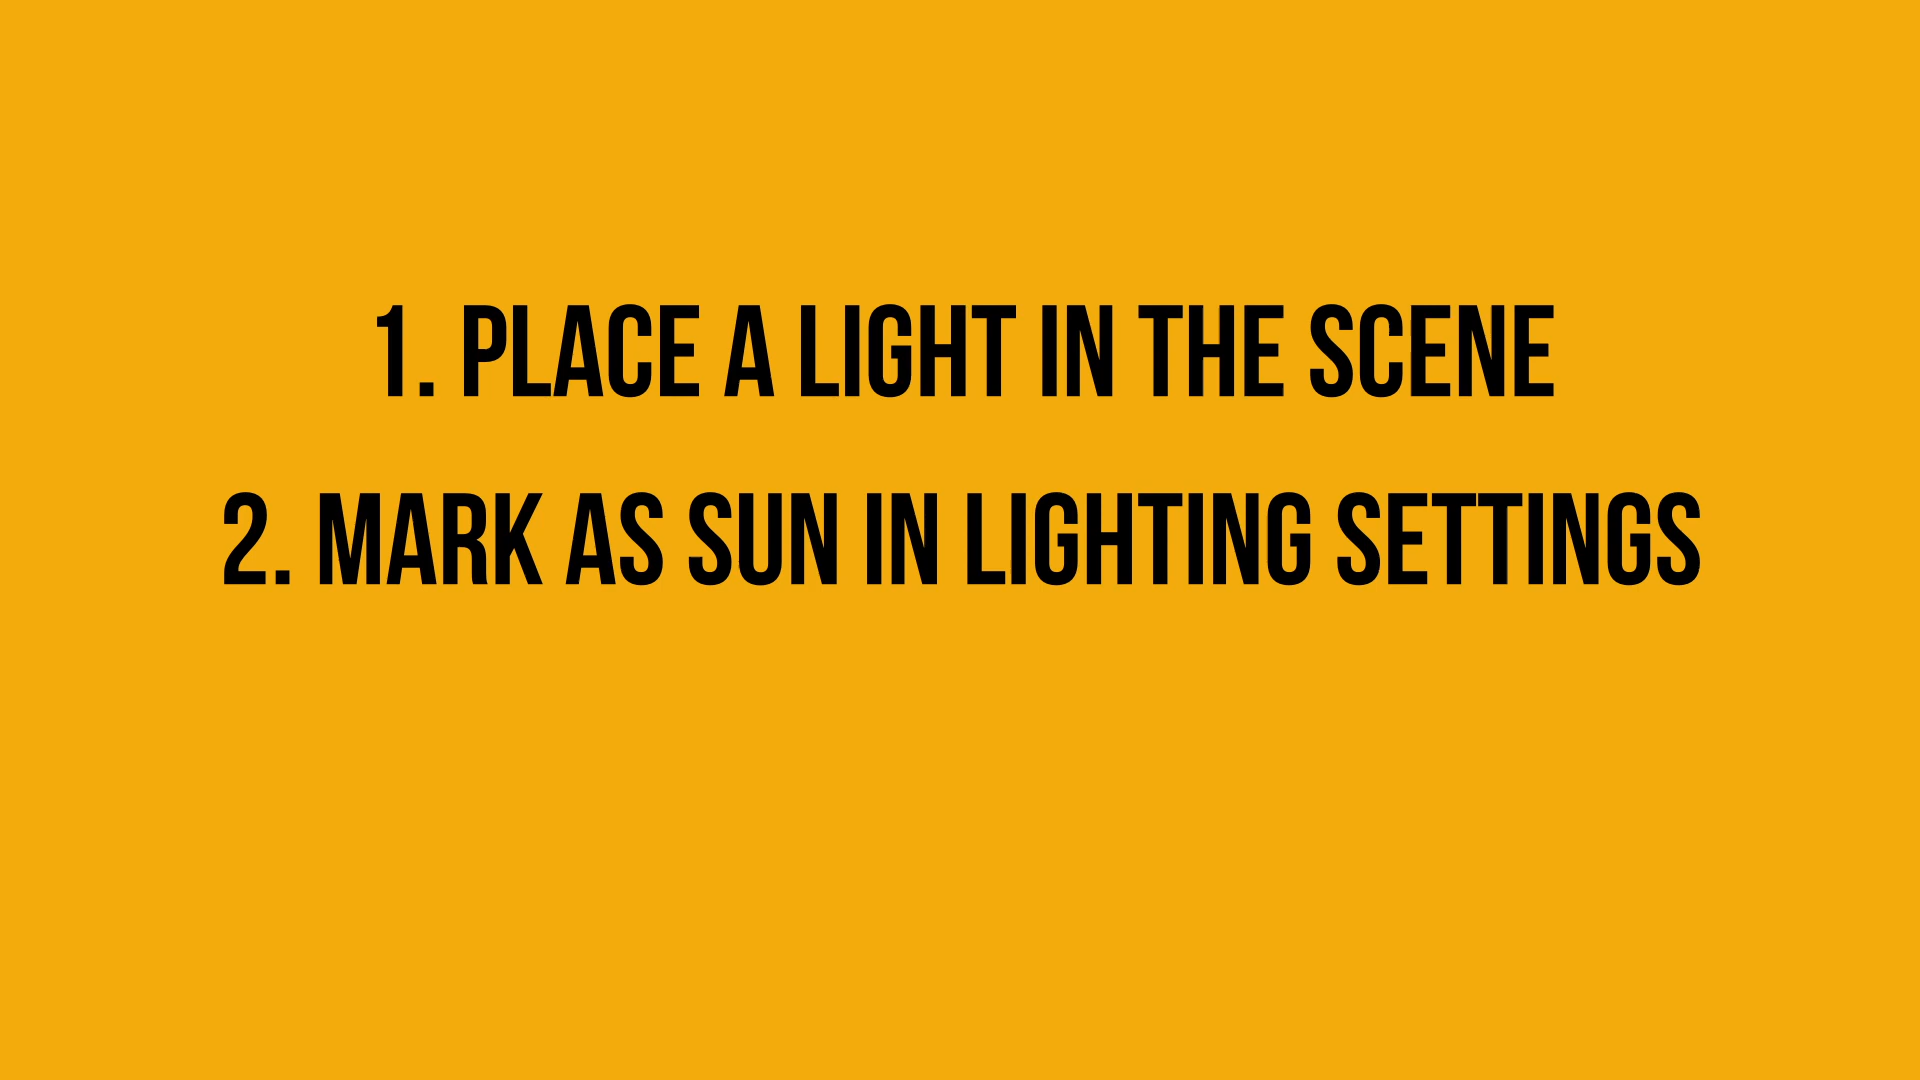 1. PLACE A LIGHT IN THE SCENE
2. MARK AS SUN IN LIGHTING SETTINGS